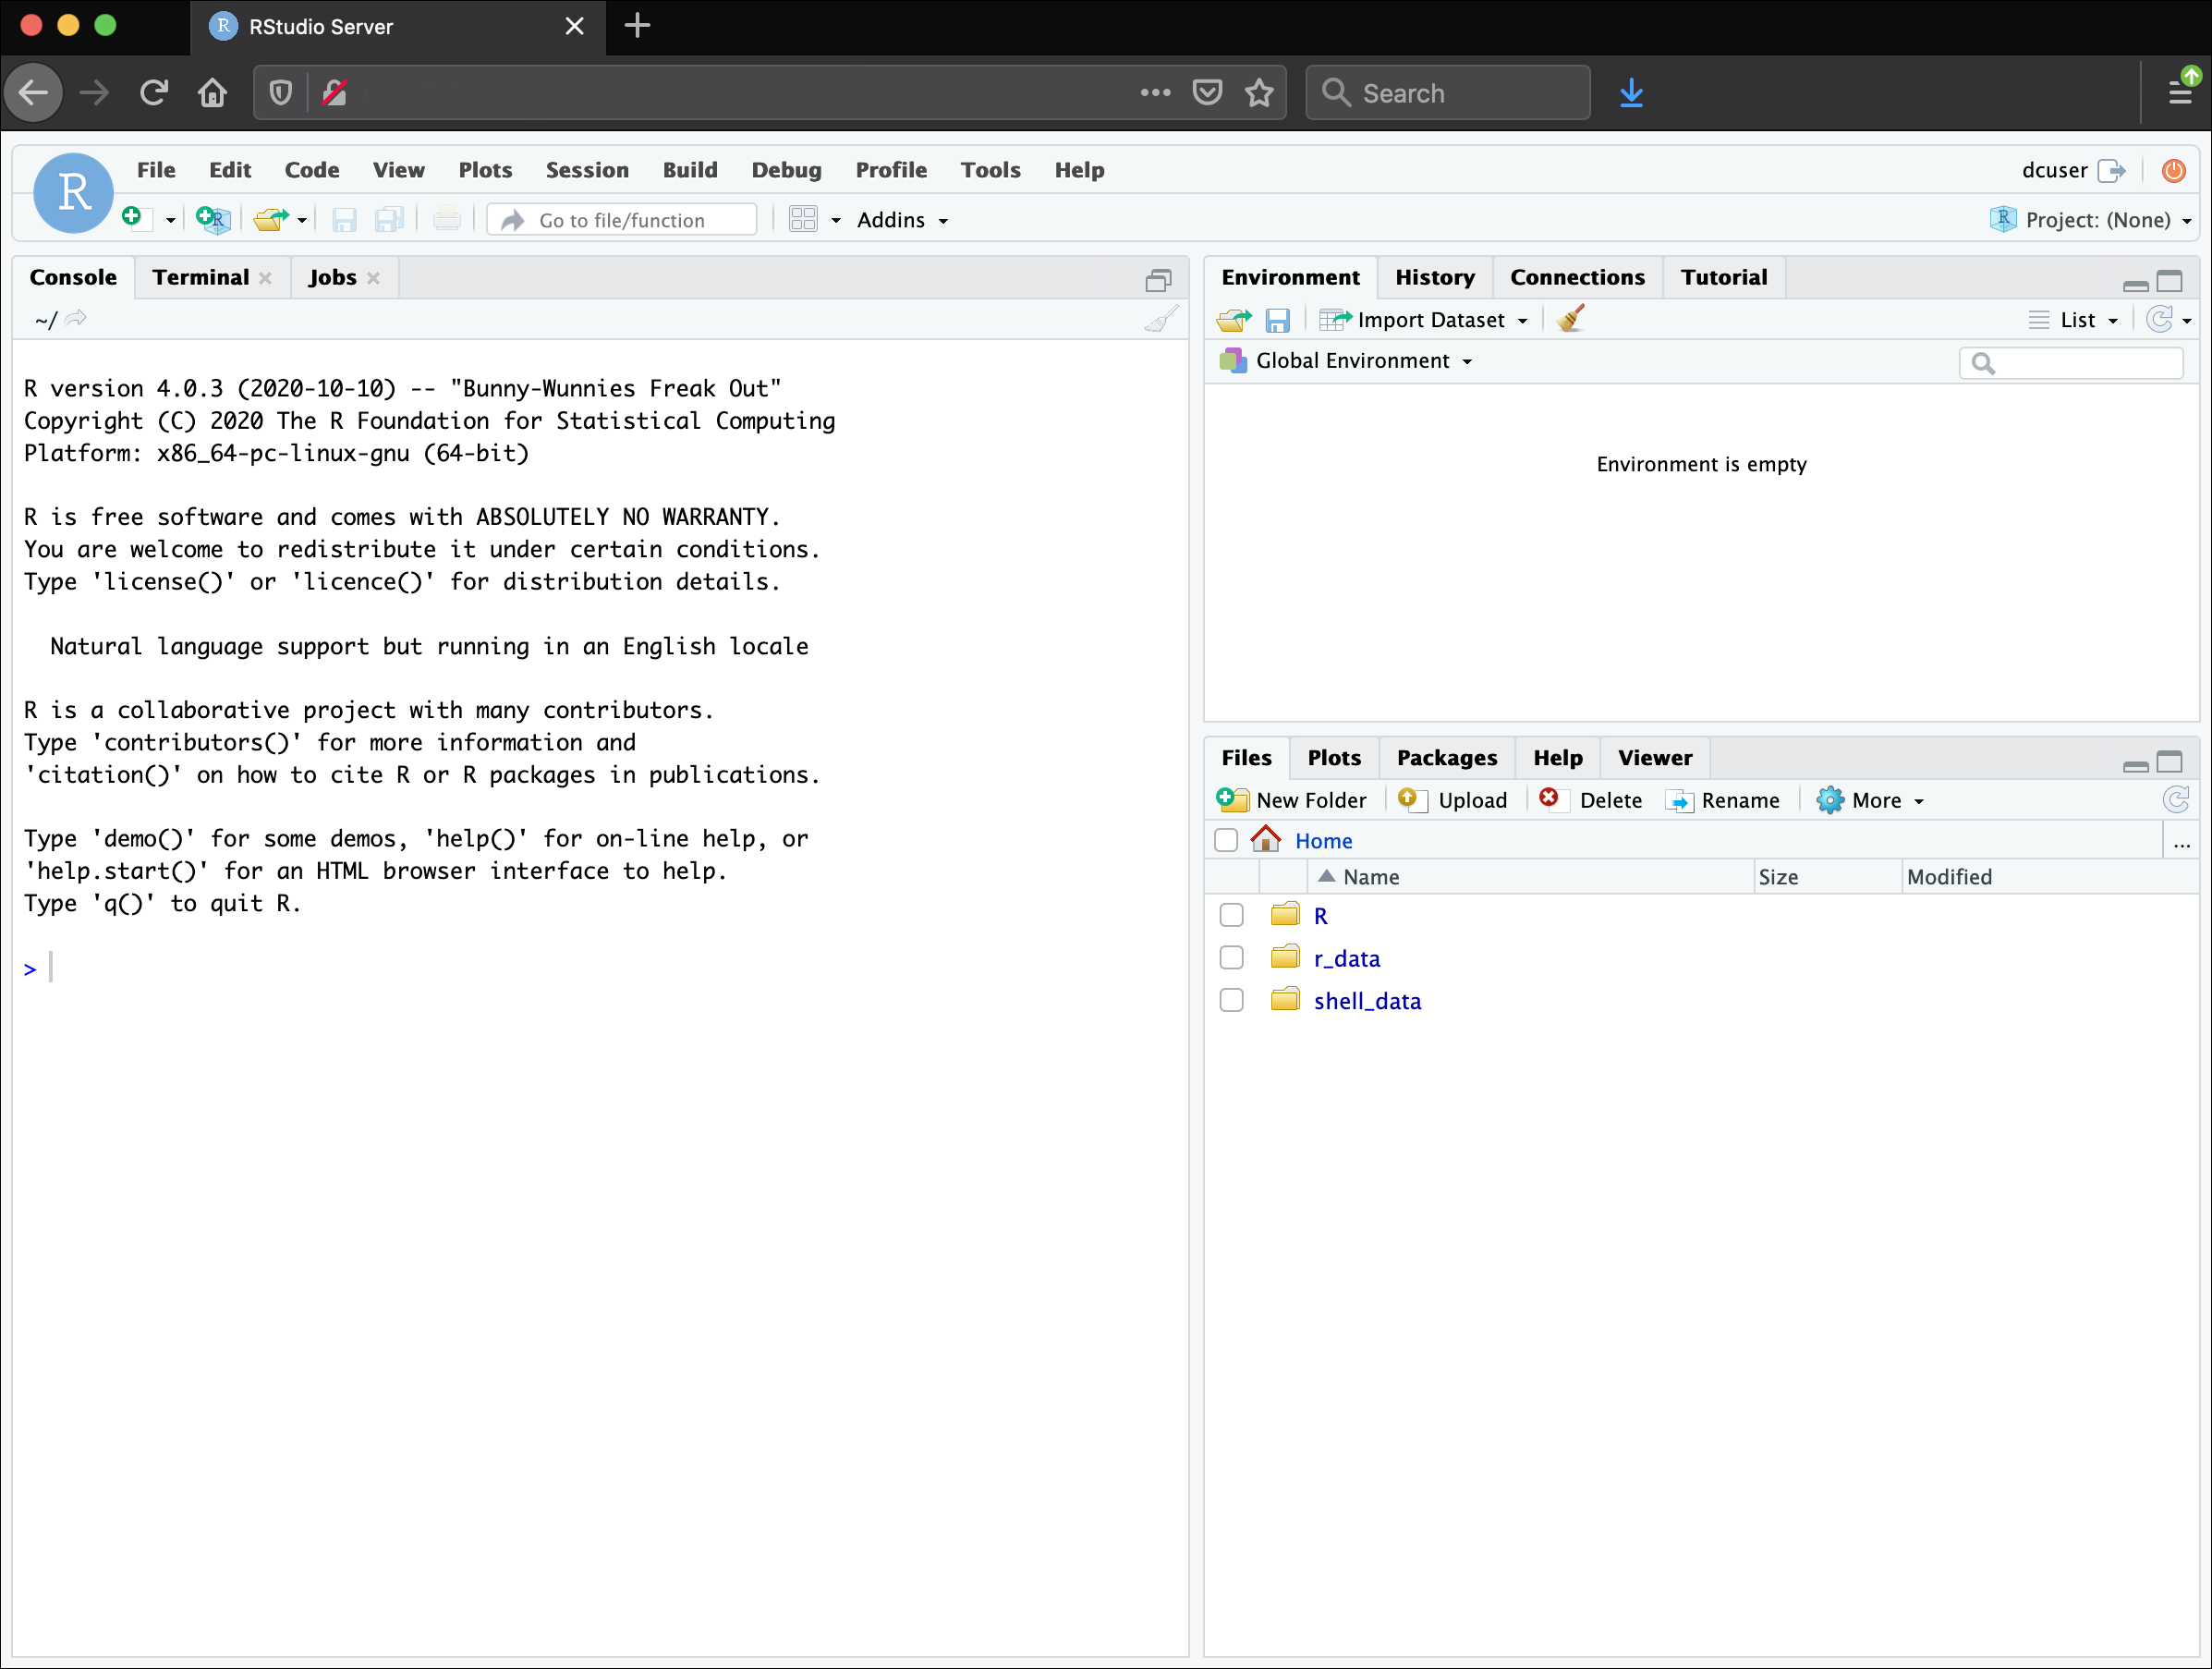 R RStudio Server
Search
R
File Edit Code View Plots Session Build Debug Profile Tools Help
dcuser
Go to file/function Addins
Project: (None)
Console Terminal Jobs
~/
R version 4.0.3 (2020-10-10) -- "Bunny-Wunnies Freak Out"
Copyright (C) 2020 The R Foundation for Statistical Computing
Platform: x86_64-pc-linux-gnu (64-bit)
R is free software and comes with ABSOLUTELY NO WARRANTY.
You are welcome to redistribute it under certain conditions.
Type 'license()' or 'licence()' for distribution details.
Natural language support but running in an English locale
R is a collaborative project with many contributors.
Type 'contributors()' for more information and
'citation()' on how to cite R or R packages in publications.
Type 'demo()' for some demos, 'help()' for on-line help, or
'help.start()' for an HTML browser interface to help.
Type 'q()' to quit R.
>
Environment History Connections Tutorial
Import Dataset List
Global Environment
Environment is empty
Files Plots Packages Help Viewer
New Folder Upload Delete Rename More
Home ...
Name Size Modified
R
r_data
shell_data